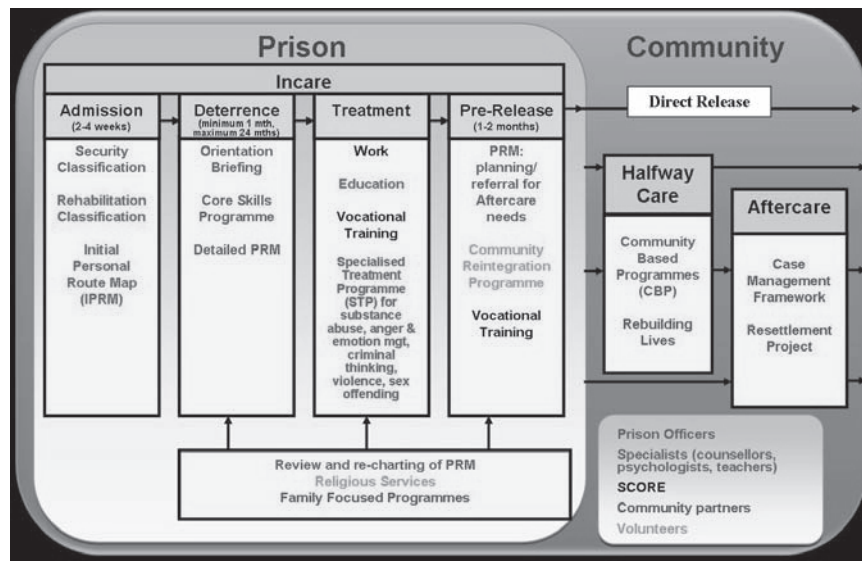 Prison
Community
Incare
Admission
(2-4 weeks)
Security
Classification
Rehabilitation
Classification
Initial
Personal
Route Map
(IPRM)
Deterrence
(minimum 1 mth,
maximum 24 mths)
Orientation
Briefing
Core Skills
Programme
Detailed PRM
Treatment
Work
Education
Vocational
Training
Specialised
Treatment
Programme
(STP) for
substance
abuse, anger &
emotion mgt,
criminal
thinking,
violence, sex
offending
Pre-Release
(1-2 months)
PRM:
planning/
referral for
Aftercare
needs
Community
Reintegration
Programme
Vocational
Training
Direct Release
Halfway
Care
Community
Based
Programmes
(CBP)
Rebuilding
Lives
Aftercare
Case
Management
Framework
Resettlement
Project
Review and re-charting of PRM
Religious Services
Family Focused Programmes
Prison Officers
Specialists (counsellors,
psychologists, teachers)
SCORE
Community partners
Volunteers